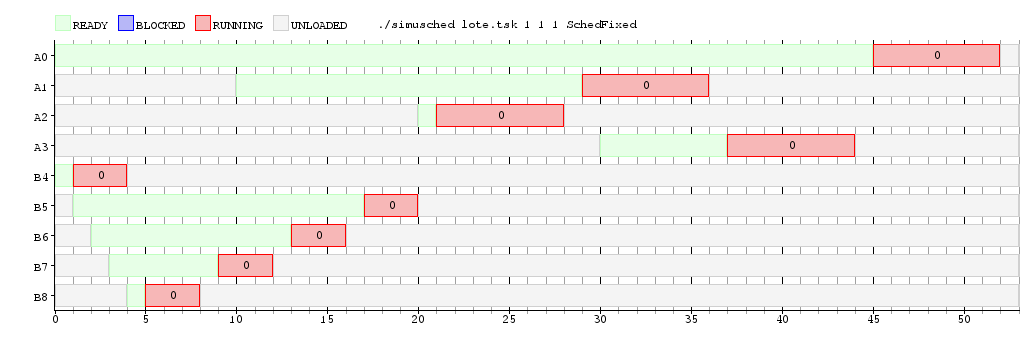 READY BLOCKED RUNNING UNLOADED ./simusched lote.tsk 1 1 1 SchedFixed
A0 0
A1 0
A2 0
A3 0
B4 0
B5 0
B6 0
B7 0
B8 0
0 5 10 15 20 25 30 35 40 45 50